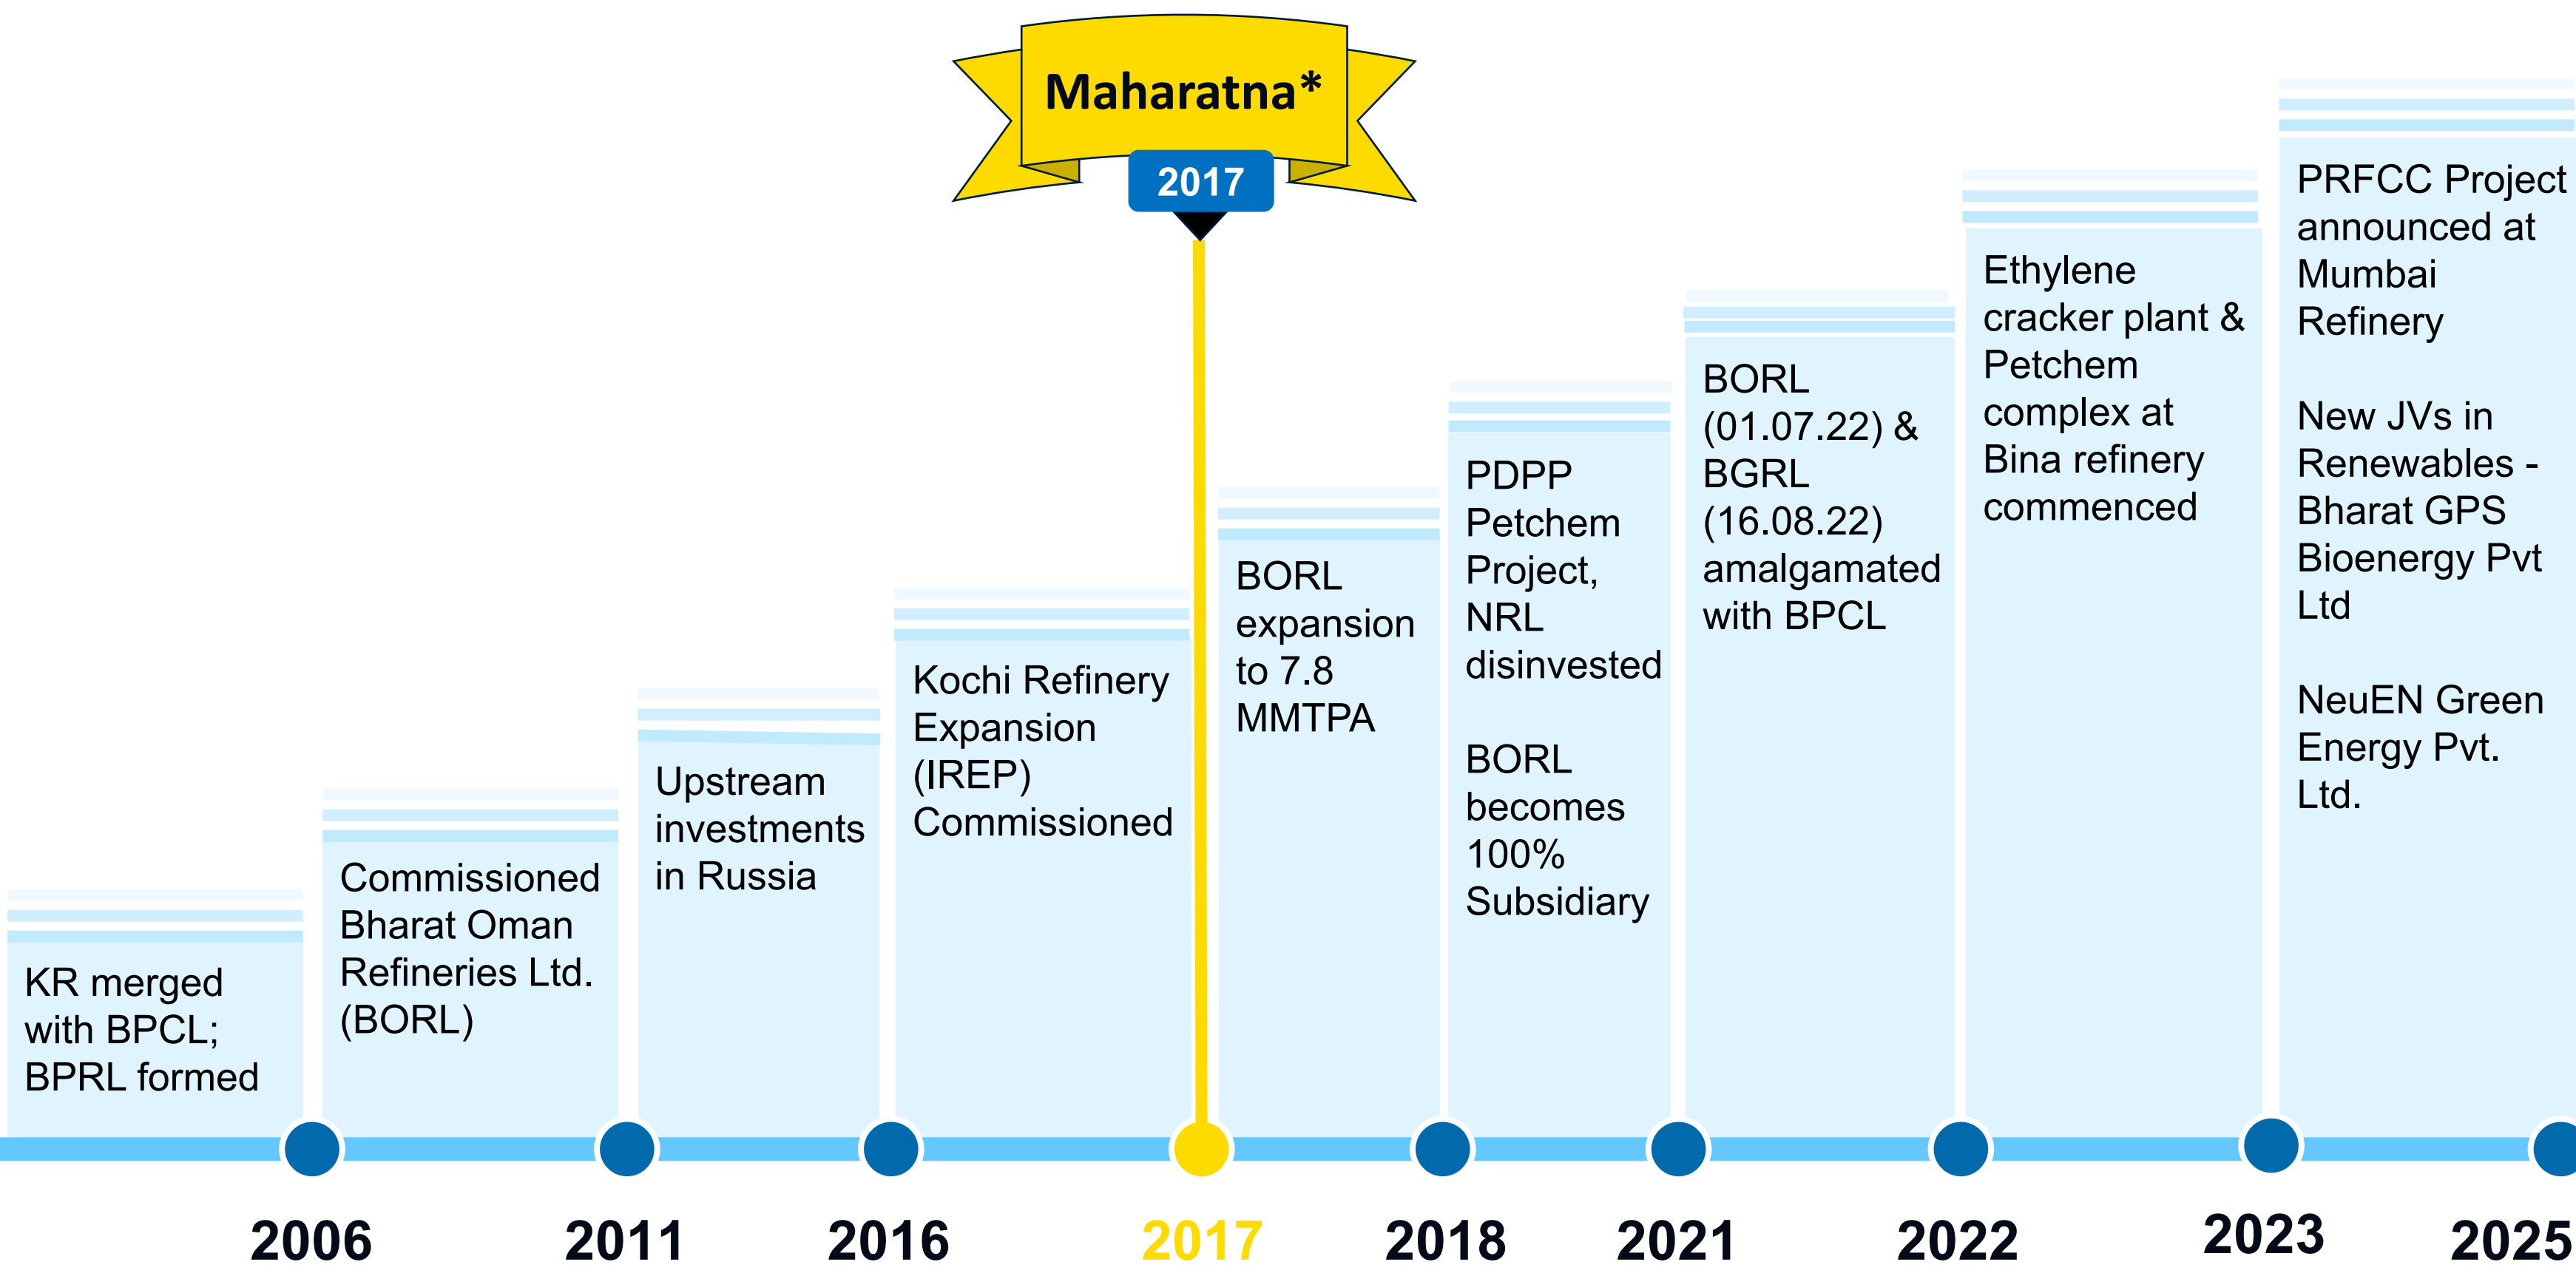 Maharatna*
2017
KR merged
with BPCL;
BPRL formed
Commissioned
Bharat Oman
Refineries Ltd.
(BORL)
Upstream
investments
in Russia
Kochi Refinery
Expansion
(IREP)
Commissioned
BORL
expansion
to 7.8
MMTPA
PDPP
Petchem
Project,
NRL
disinvested
BORL
becomes
100%
Subsidiary
BORL
(01.07.22) &
BGRL
(16.08.22)
amalgamated
with BPCL
Ethylene
cracker plant &
Petchem
complex at
Bina refinery
commenced
PRFCC Project
announced at
Mumbai
Refinery
New JVs in
Renewables -
Bharat GPS
Bioenergy Pvt
Ltd
NeuEN Green
Energy Pvt.
Ltd.
2006
2011
2016
2017
2018
2021
2022
2023
2025